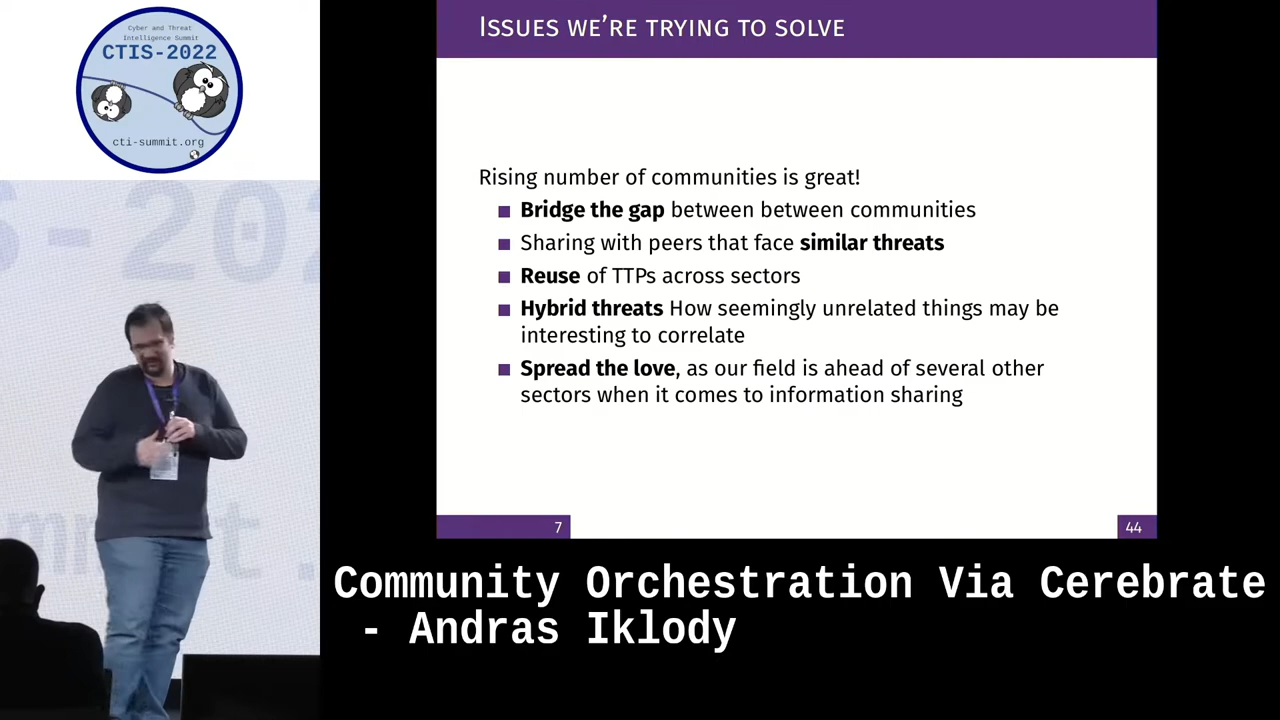 Cyber and Threat
Intelligence Summit
CTIS-2022
cti-summit.org
ISSUES WE'RE TRYING TO SOLVE
Rising number of communities is great!
Bridge the gap between between communities
Sharing with peers that face similar threats
Reuse of TTPs across sectors
Hybrid threats How seemingly unrelated things may be
interesting to correlate
Spread the love, as our field is ahead of several other
sectors when it comes to information sharing
7
44
S-202
mmit.
Community Orchestration Via Cerebrate
- Andras Iklody